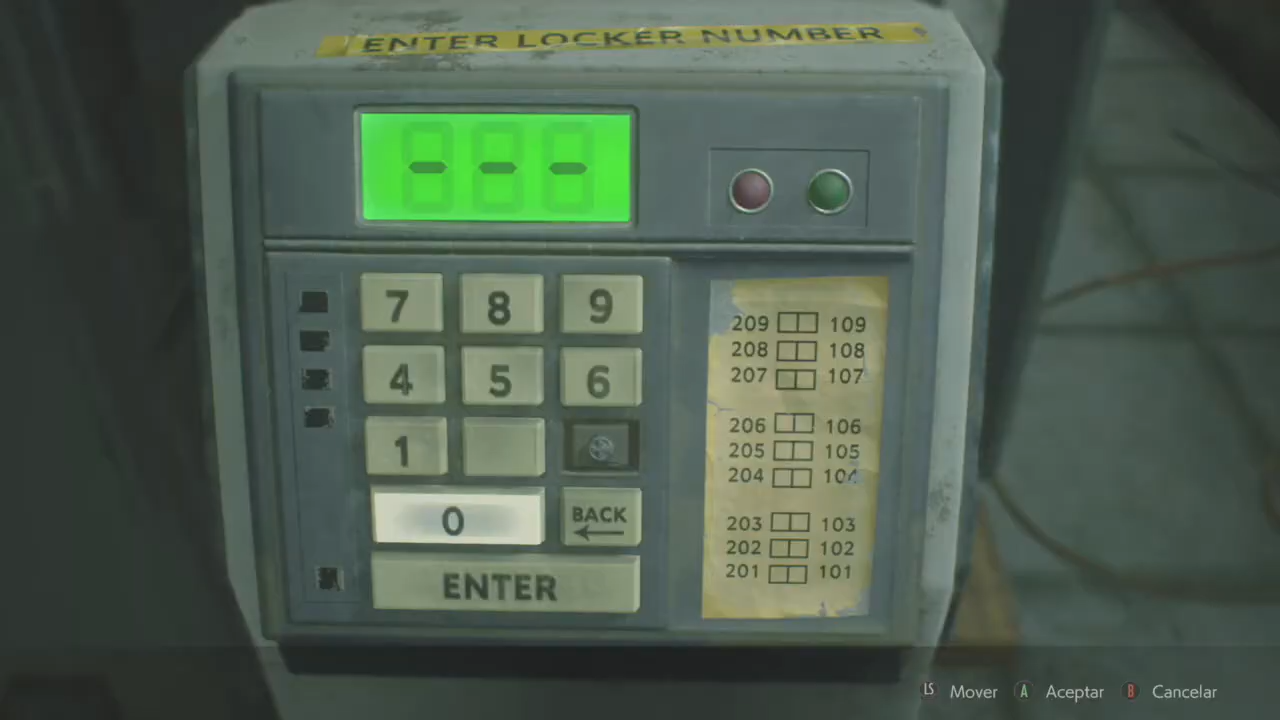 ENTER LOCKER NUMBER
- - -
7 8 9
4 5 6
1
0 BACK
ENTER
209 109
208 108
207 107
206 106
205 105
204 104
203 103
202 102
201 101
LS Mover A Aceptar B Cancelar